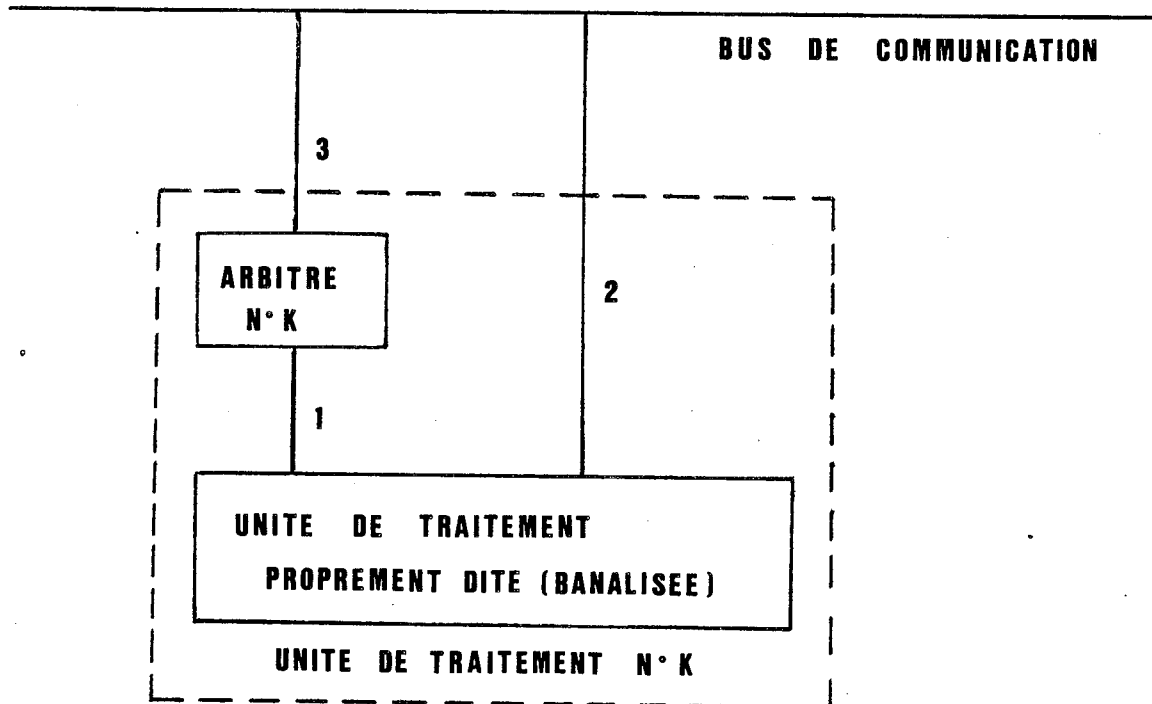 BUS DE COMMUNICATION
3
ARBITRE
N° K
2
1
UNITE DE TRAITEMENT
PROPREMENT DITE (BANALISEE)
UNITE DE TRAITEMENT N° K